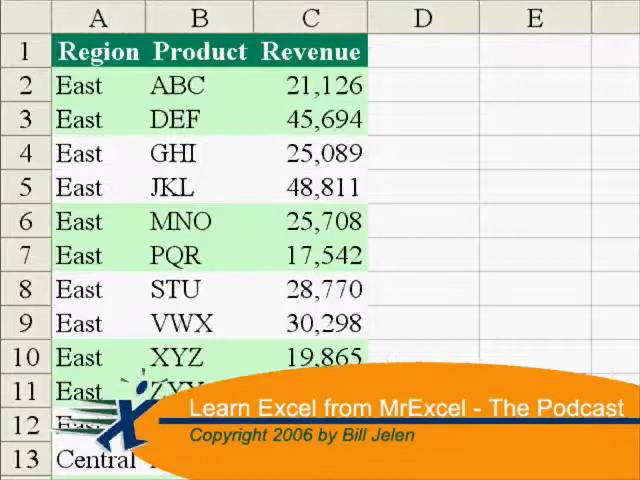 A B C D E
1 Region Product Revenue
2 East ABC 21,126
3 East DEF 45,694
4 East GHI 25,089
5 East JKL 48,811
6 East MNO 25,708
7 East PQR 17,542
8 East STU 28,770
9 East VWX 30,298
10 East XYZ 19,865
11 East
12 East
13 Central
Learn Excel from MrExcel - The Podcast
Copyright 2006 by Bill Jelen